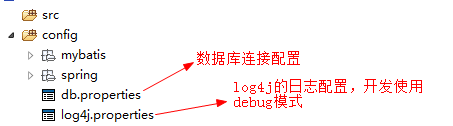 src
config
mybatis
数据库连接配置
spring
db.properties
log4j的日志配置，开发使用
debug模式
log4j.properties